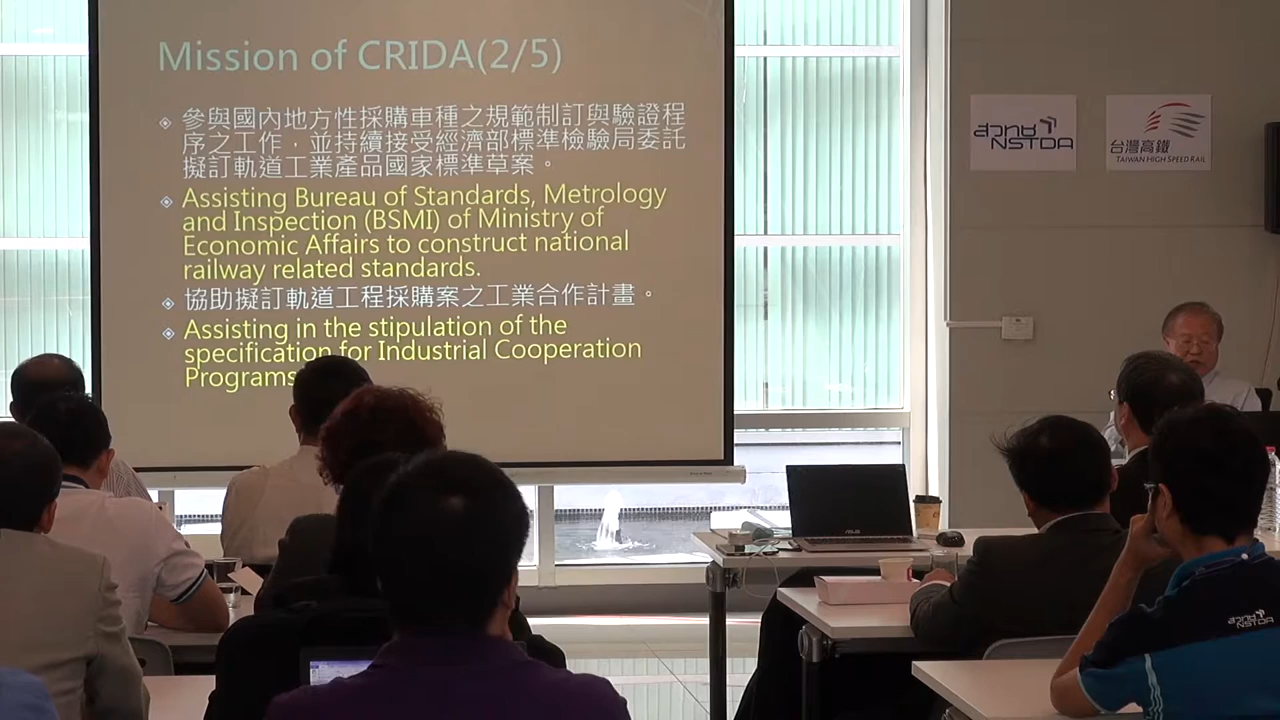 Mission of CRIDA(2/5)
參與國內地方性採購車種之規範制訂與驗證程
序之工作，並持續接受經濟部標準檢驗局委託
擬訂軌道工業產品國家標準草案。
Assisting Bureau of Standards, Metrology
and Inspection (BSMI) of Ministry of
Economic Affairs to construct national
railway related standards.
協助擬訂軌道工程採購案之工業合作計畫。
Assisting in the stipulation of the
specification for Industrial Cooperation
Programs
สวทช
NSTDA
台灣高鐵
TAIWAN HIGH SPEED RAIL
ASUS
สวทช
NSTDA